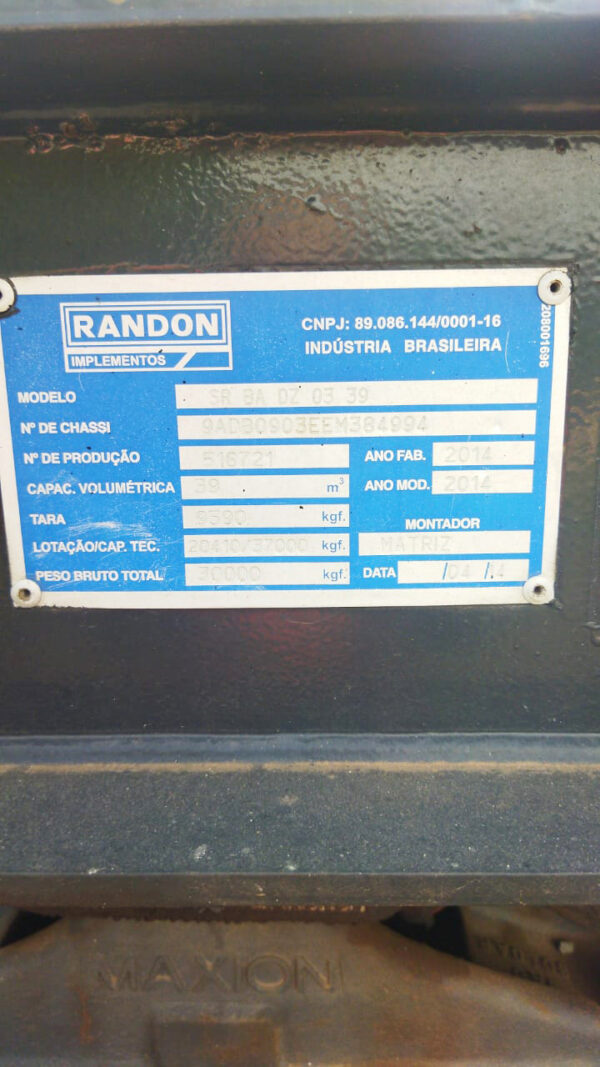 RANDON
IMPLEMENTOS
CNPJ: 89.086.144/0001-16
INDÚSTRIA BRASILEIRA
208001696
MODELO SR BA DZ 03 39
Nº DE CHASSI 9ADB0903EEM384994
Nº DE PRODUÇÃO 516721 ANO FAB. 2014
CAPAC. VOLUMÉTRICA 39 m³ ANO MOD. 2014
TARA 9590 kgf. MONTADOR
LOTAÇÃO/CAP. TEC. 20410/37000 kgf. MATRIZ
PESO BRUTO TOTAL 30000 kgf. DATA /04 /14
MAXION